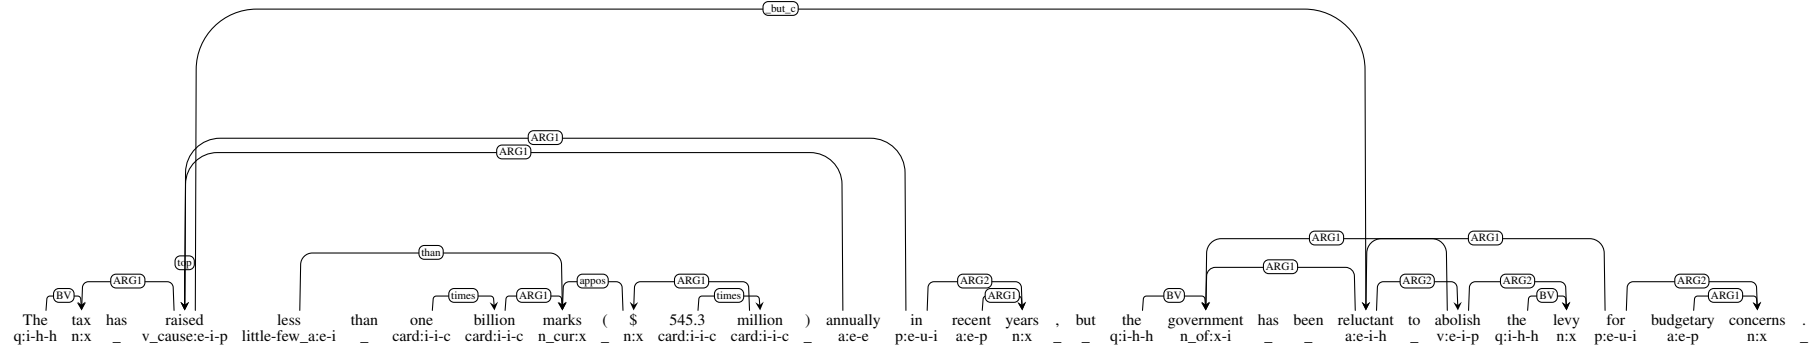 _but_c
ARG1
ARG1
ARG1 ARG1
than top
ARG1
ARG1 appos ARG1 ARG2 ARG2 ARG2 ARG2
BV times ARG1 times ARG1 BV BV ARG1
The tax has raised less than one billion marks ( $ 545.3 million ) annually in recent years , but the government has been reluctant to abolish the levy for budgetary concerns .
q:i-h-h n:x _ v_cause:e-i-p little-few_a:e-i _ card:i-i-c card:i-i-c n_cur:x _ n:x card:i-i-c card:i-i-c _ a:e-e p:e-u-i a:e-p n:x _ _ q:i-h-h n_of:x-i _ _ a:e-i-h _ v:e-i-p q:i-h-h n:x p:e-u-i a:e-p n:x _